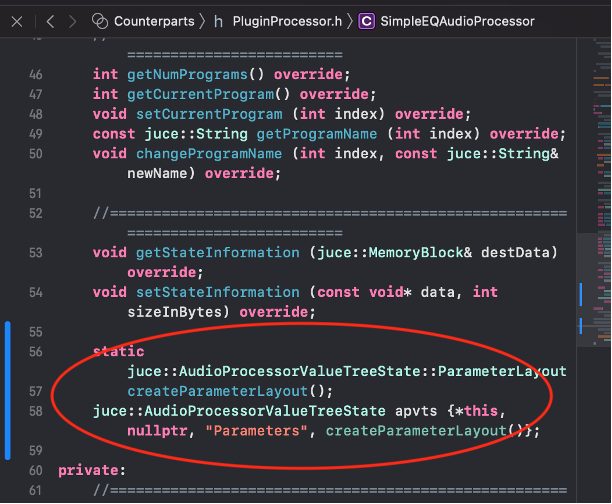 Counterparts > h PluginProcessor.h > C SimpleEQAudioProcessor
//
=========================
46 int getNumPrograms() override;
47 int getCurrentProgram() override;
48 void setCurrentProgram (int index) override;
49 const juce::String getProgramName (int index) override;
50 void changeProgramName (int index, const juce::String&
newName) override;
51
52 //=====================================================
=========================
53 void getStateInformation (juce::MemoryBlock& destData)
override;
54 void setStateInformation (const void* data, int
sizeInBytes) override;
55
56 static
juce::AudioProcessorValueTreeState::ParameterLayout
57 createParameterLayout();
58 juce::AudioProcessorValueTreeState apvts {*this,
nullptr, "Parameters", createParameterLayout()};
59
60 private:
61 //=====================================================